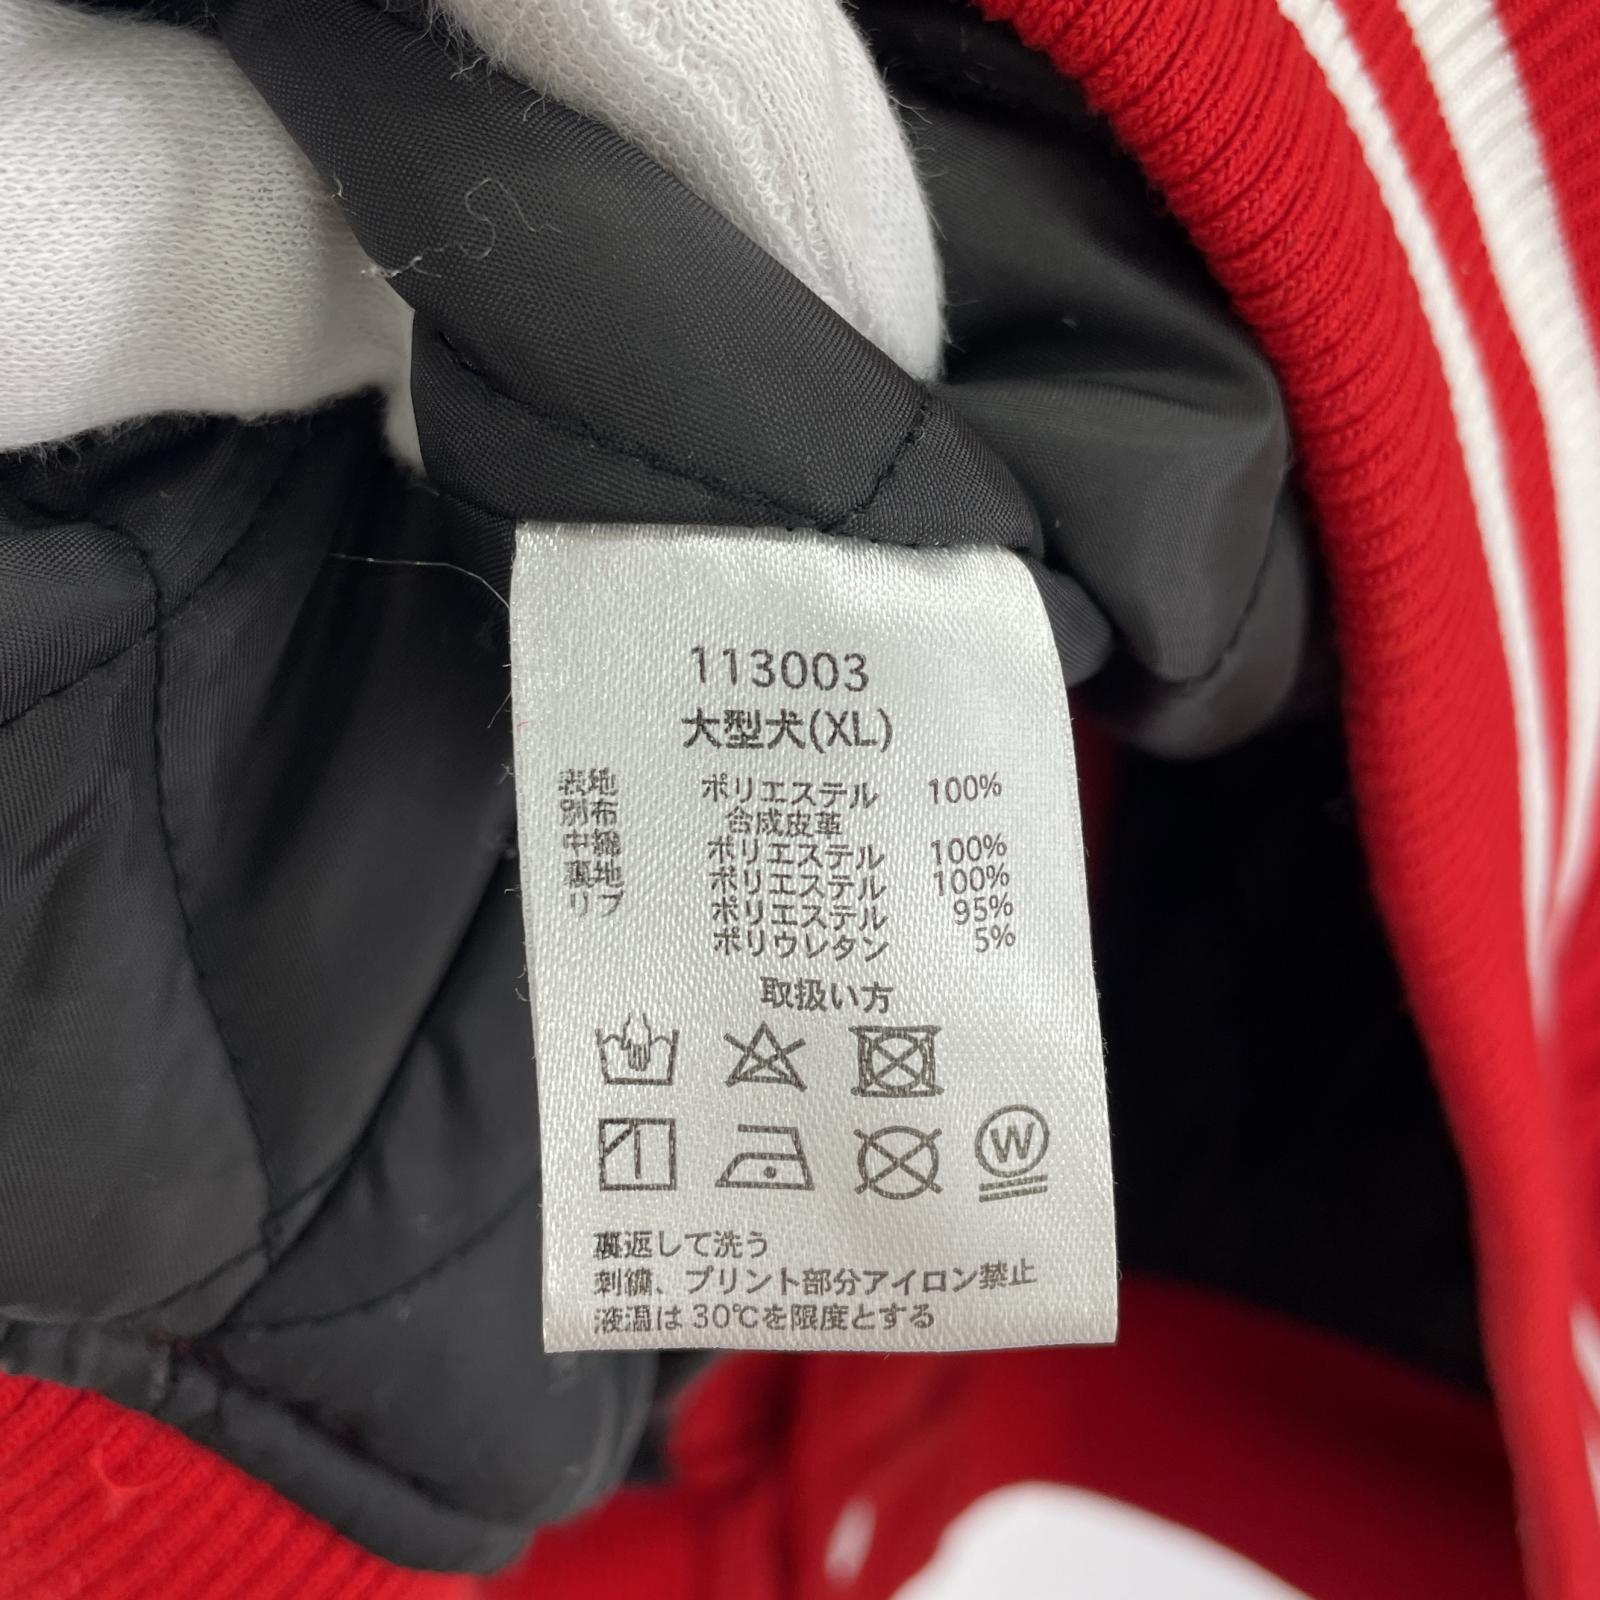 113003
大型犬(XL)
表地 ポリエステル 100%
別布 合成皮革
中綿 ポリエステル 100%
裏地 ポリエステル 100%
リブ ポリエステル 95%
ポリウレタン 5%
取扱い方
W
裏返して洗う
刺繍、プリント部分アイロン禁止
液温は30℃を限度とする